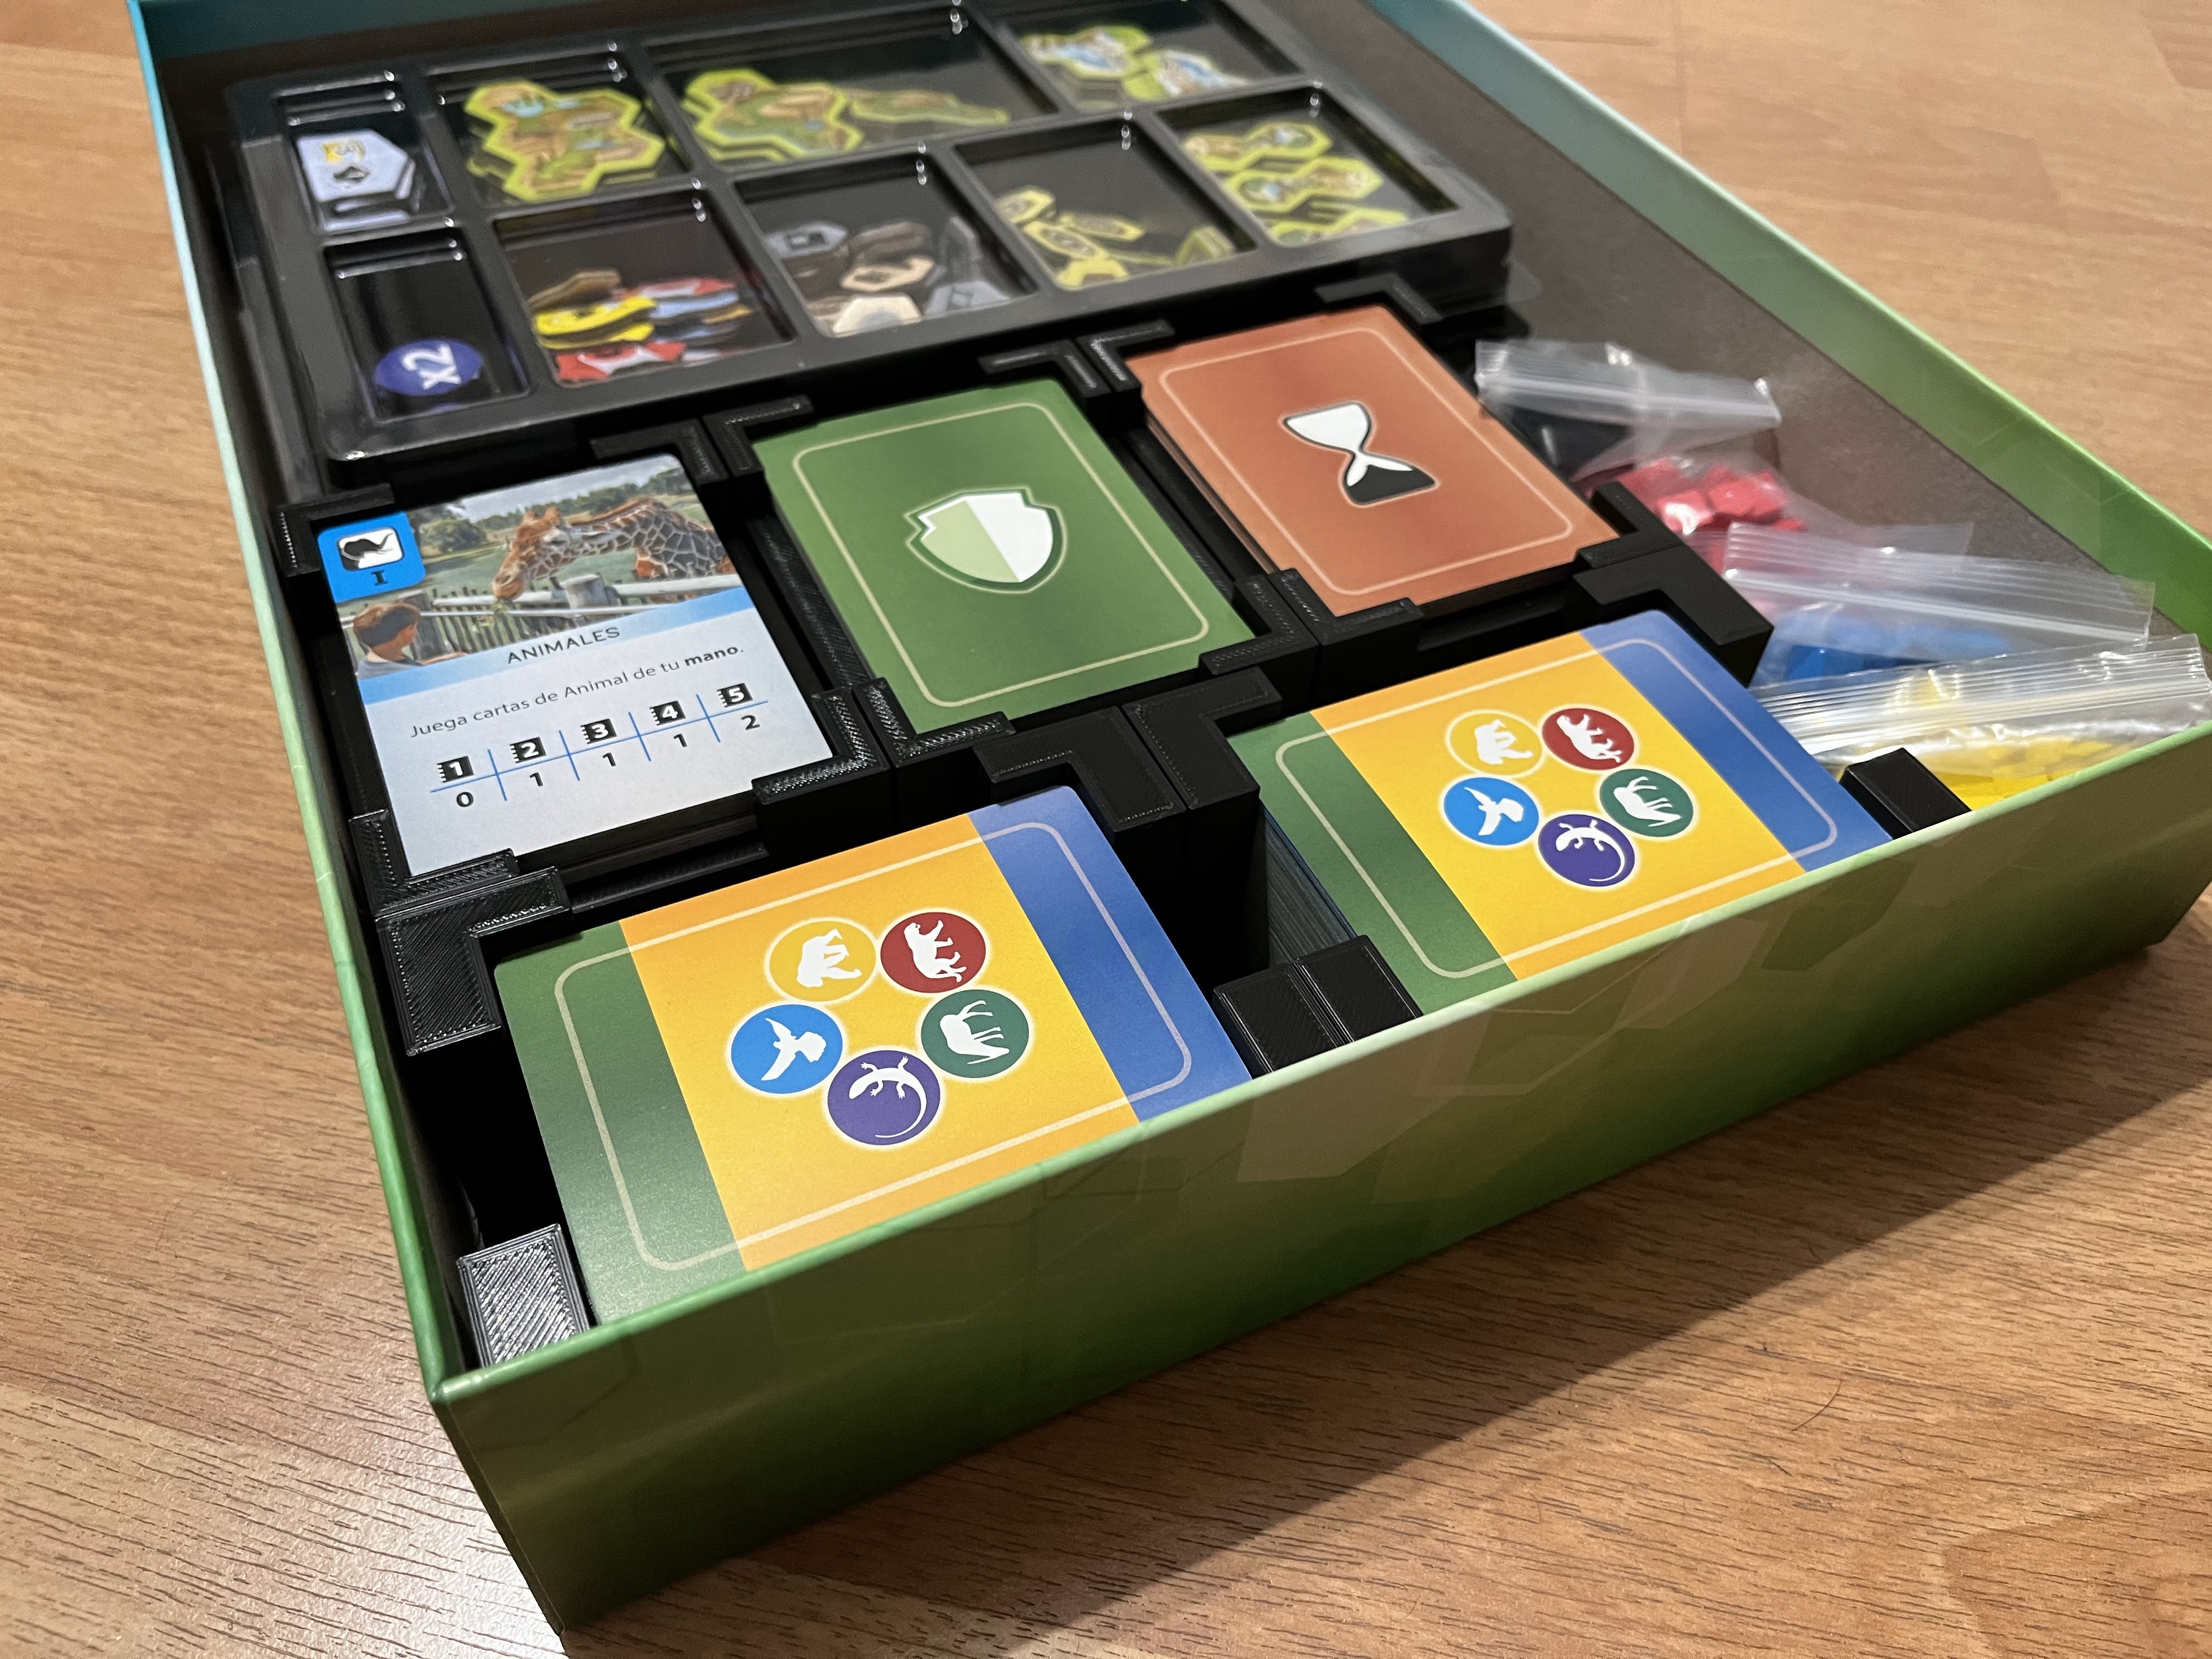 x2
I
ANIMALES
Juega cartas de Animal de tu mano.
1 2 3 4 5
0 1 1 1 2